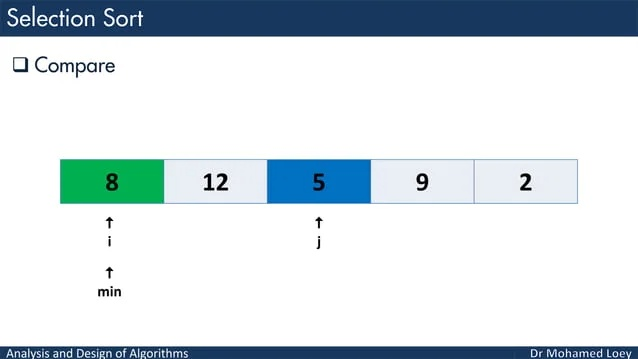 Selection Sort
❑ Compare
8 12 5 9 2
↑ ↑
i j
↑
min
Analysis and Design of Algorithms Dr Mohamed Loey